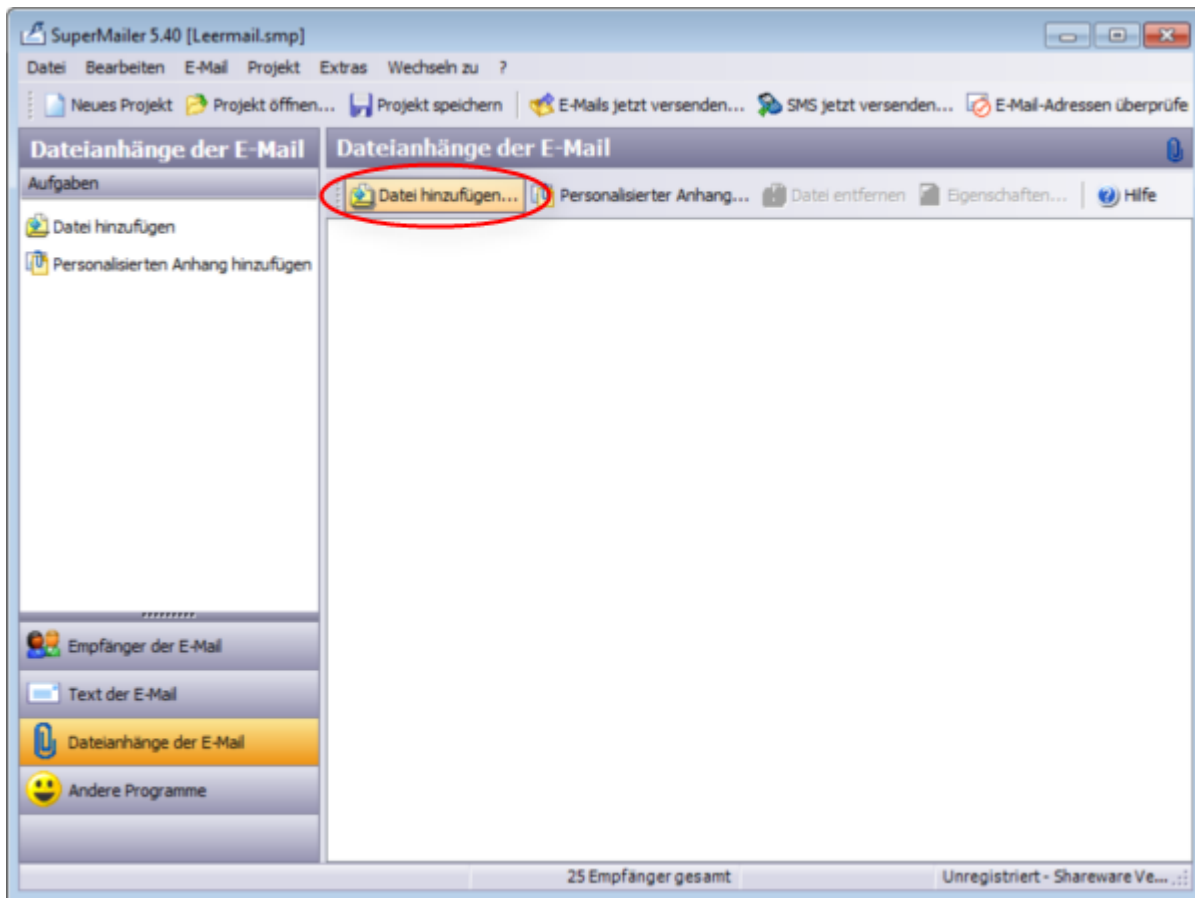 SuperMailer 5.40 [Leermail.smp]
Datei Bearbeiten E-Mail Projekt Extras Wechseln zu ?
Neues Projekt Projekt öffnen... Projekt speichern E-Mails jetzt versenden... SMS jetzt versenden... E-Mail-Adressen überprüfe
Dateianhänge der E-Mail
Dateianhänge der E-Mail
Aufgaben
Datei hinzufügen... Personalisierter Anhang... Datei entfernen Eigenschaften... Hilfe
Datei hinzufügen
Personalisierten Anhang hinzufügen
Empfänger der E-Mail
Text der E-Mail
Dateianhänge der E-Mail
Andere Programme
25 Empfänger gesamt
Unregistriert - Shareware Ve...